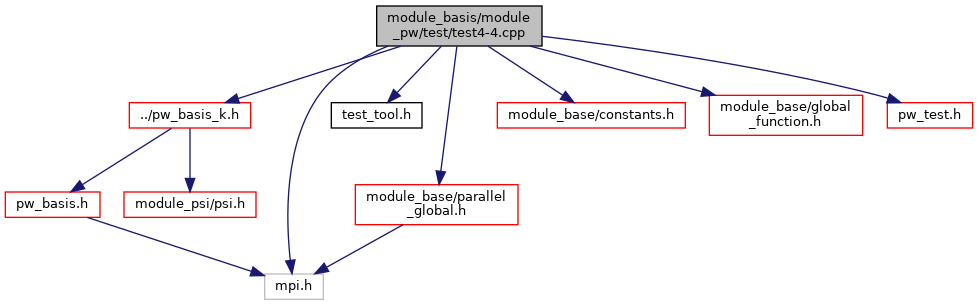 module_basis/module
_pw/test/test4-4.cpp
../pw_basis_k.h
test_tool.h
module_base/constants.h
module_base/global
_function.h
pw_test.h
pw_basis.h
module_psi/psi.h
module_base/parallel
_global.h
mpi.h